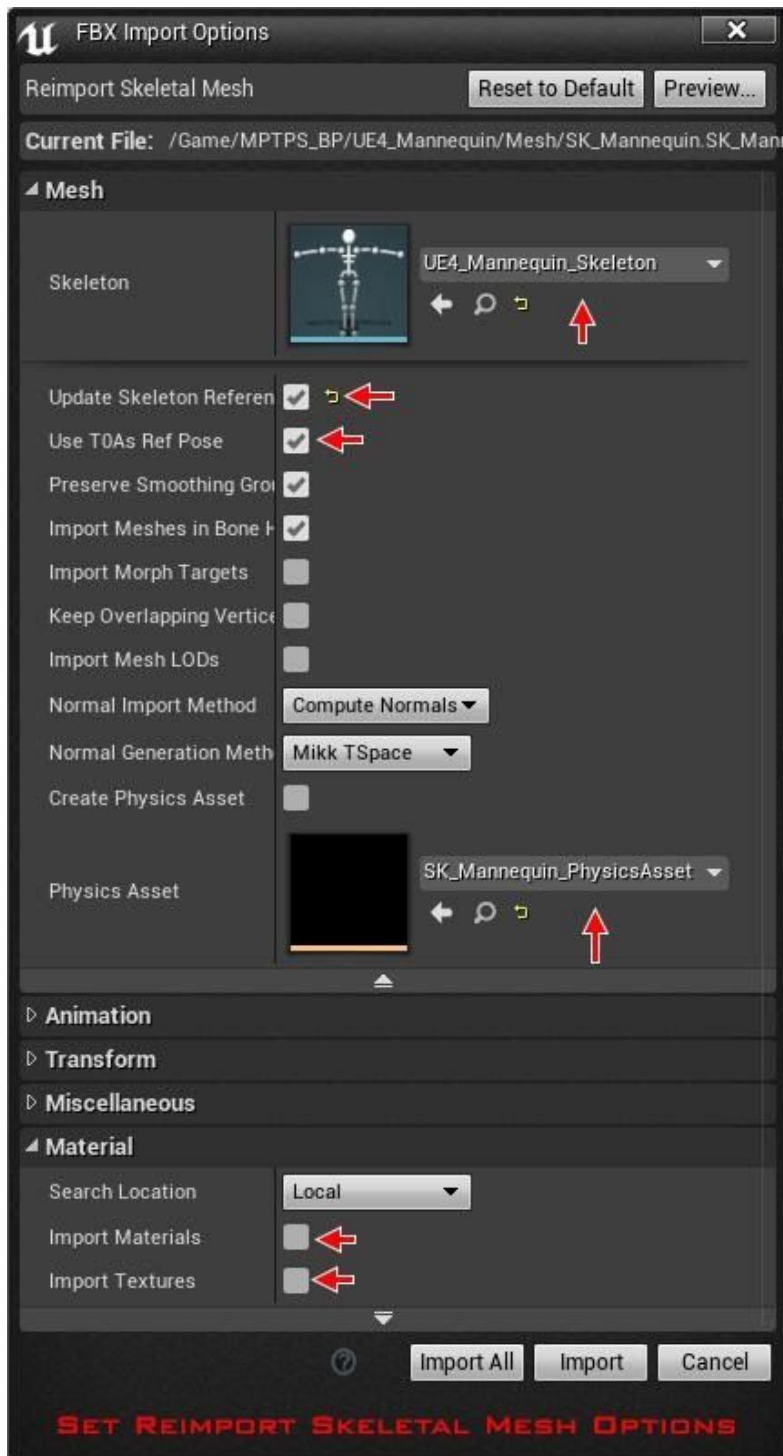 FBX Import Options
Reimport Skeletal Mesh Reset to Default Preview...
Current File: /Game/MPTPS_BP/UE4_Mannequin/Mesh/SK_Mannequin.SK_Man
Mesh
Skeleton UE4_Mannequin_Skeleton
Update Skeleton Referen
Use T0As Ref Pose
Preserve Smoothing Grou
Import Meshes in Bone H
Import Morph Targets
Keep Overlapping Vertice
Import Mesh LODs
Normal Import Method Compute Normals
Normal Generation Meth Mikk TSpace
Create Physics Asset
Physics Asset SK_Mannequin_PhysicsAsset
Animation
Transform
Miscellaneous
Material
Search Location Local
Import Materials
Import Textures
Import All Import Cancel
SET REIMPORT SKELETAL MESH OPTIONS